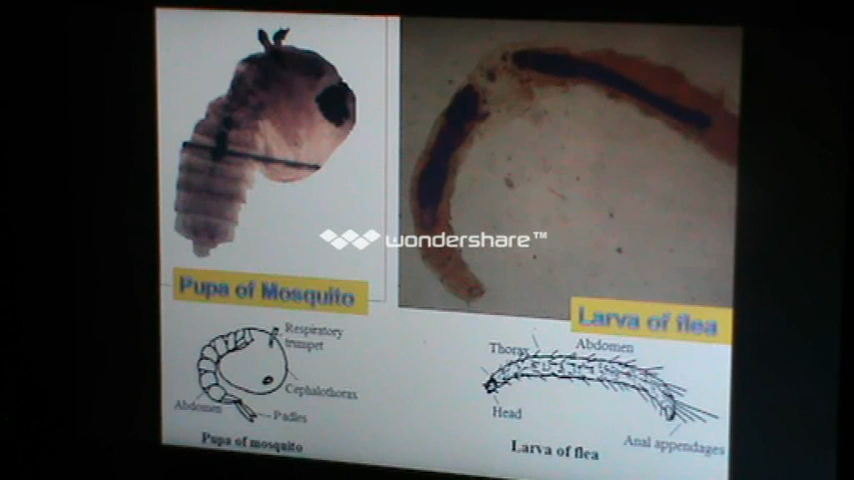 wondershare™
Pupa of Mosquito
Larva of flea
Respiratory
trumpet
Cephalothorax
Abdomen
Padles
Pupa of mosquito
Thorax
Abdomen
Head
Anal appendages
Larva of flea